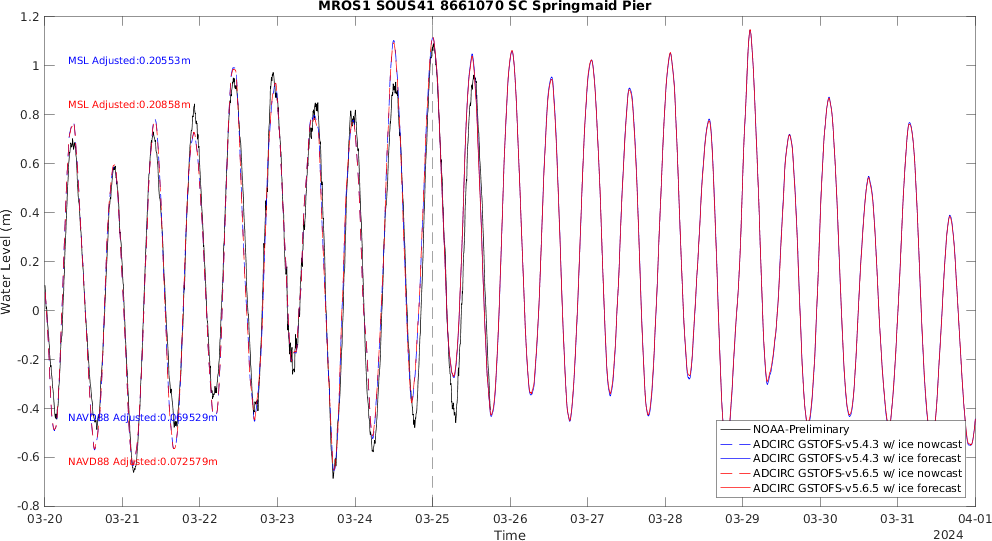 MROS1 SOUS41 8661070 SC Springmaid Pier
1.2
1
0.8
0.6
0.4
0.2
0
-0.2
-0.4
-0.6
-0.8
Water Level (m)
MSL Adjusted:0.20553m
MSL Adjusted:0.20858m
NAVD88 Adjusted:0.069529m
NAVD88 Adjusted:0.072579m
NOAA-Preliminary
ADCIRC GSTOFS-v5.4.3 w/ ice nowcast
ADCIRC GSTOFS-v5.4.3 w/ ice forecast
ADCIRC GSTOFS-v5.6.5 w/ ice nowcast
ADCIRC GSTOFS-v5.6.5 w/ ice forecast
03-20 03-21 03-22 03-23 03-24 03-25 03-26 03-27 03-28 03-29 03-30 03-31 04-01
Time
2024